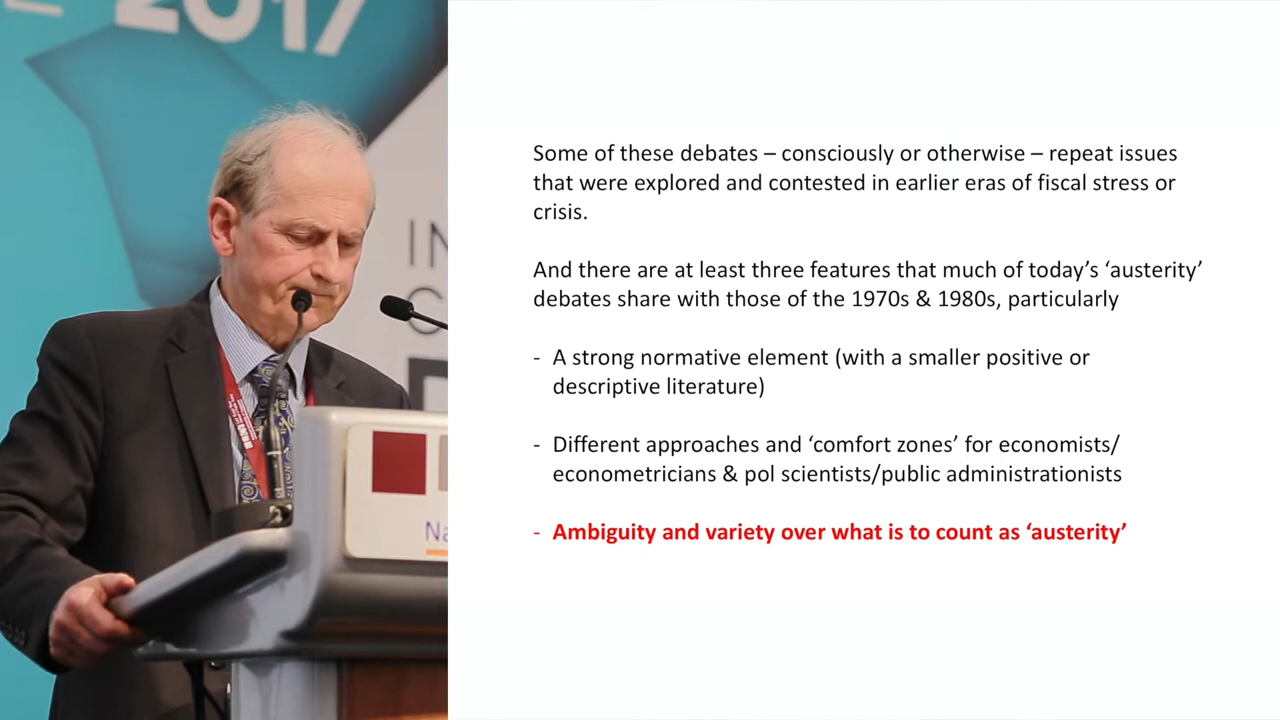 2017
IN
C
Na
Some of these debates – consciously or otherwise – repeat issues
that were explored and contested in earlier eras of fiscal stress or
crisis.
And there are at least three features that much of today’s ‘austerity’
debates share with those of the 1970s & 1980s, particularly
- A strong normative element (with a smaller positive or
descriptive literature)
- Different approaches and ‘comfort zones’ for economists/
econometricians & pol scientists/public administrationists
- Ambiguity and variety over what is to count as ‘austerity’